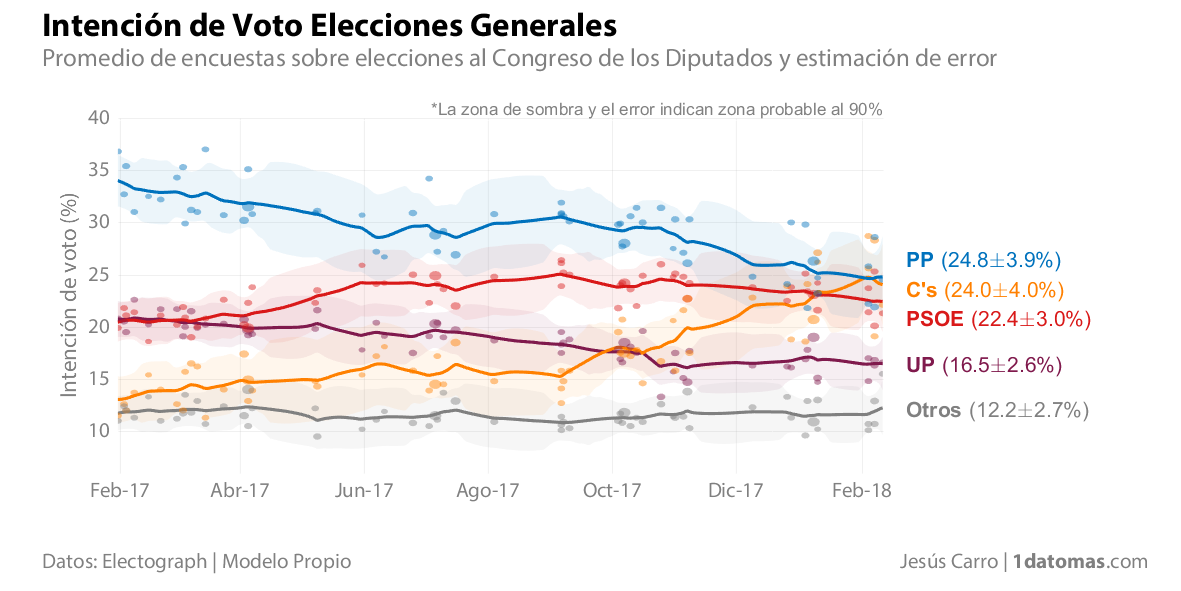 Intención de Voto Elecciones Generales
Promedio de encuestas sobre elecciones al Congreso de los Diputados y estimación de error
*La zona de sombra y el error indican zona probable al 90%
Intención de voto (%)
40
35
30
25
20
15
10
Feb-17 Abr-17 Jun-17 Ago-17 Oct-17 Dic-17 Feb-18
PP (24.8±3.9%)
C's (24.0±4.0%)
PSOE (22.4±3.0%)
UP (16.5±2.6%)
Otros (12.2±2.7%)
Datos: Electograph | Modelo Propio
Jesús Carro | 1datomas.com